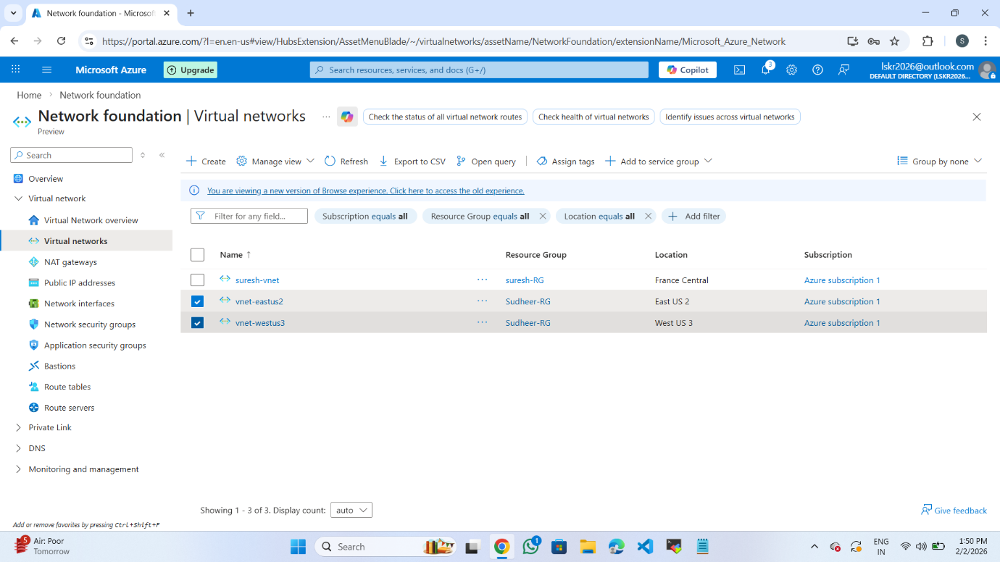 Network foundation - Microsoft
https://portal.azure.com/?l=en.en-us#view/HubsExtension/AssetMenuBlade/~/virtualnetworks/assetName/NetworkFoundation/extensionName/Microsoft_Azure_Network
S
Microsoft Azure
Upgrade
Search resources, services, and docs (G+/)
Copilot
3
lskr2026@outlook.com
DEFAULT DIRECTORY (LSKR2026...
Home > Network foundation
Network foundation | Virtual networks
...
Check the status of all virtual network routes
Check health of virtual networks
Identify issues across virtual networks
Preview
Search
Create
Manage view
Refresh
Export to CSV
Open query
Assign tags
Add to service group
Group by none
Overview
Virtual network
Virtual Network overview
Virtual networks
NAT gateways
Public IP addresses
Network interfaces
Network security groups
Application security groups
Bastions
Route tables
Route servers
Private Link
DNS
Monitoring and management
Add or remove favorites by pressing Ctrl+Shift+F
You are viewing a new version of Browse experience. Click here to access the old experience.
Filter for any field...
Subscription equals all
Resource Group equals all
Location equals all
Add filter
Name ↑ Resource Group Location Subscription
suresh-vnet ... suresh-RG France Central Azure subscription 1
vnet-eastus2 ... Sudheer-RG East US 2 Azure subscription 1
vnet-westus3 ... Sudheer-RG West US 3 Azure subscription 1
Showing 1 - 3 of 3. Display count: auto
Give feedback
5
Air: Poor
Tomorrow
Search
1
ENG
IN
1:50 PM
2/2/2026